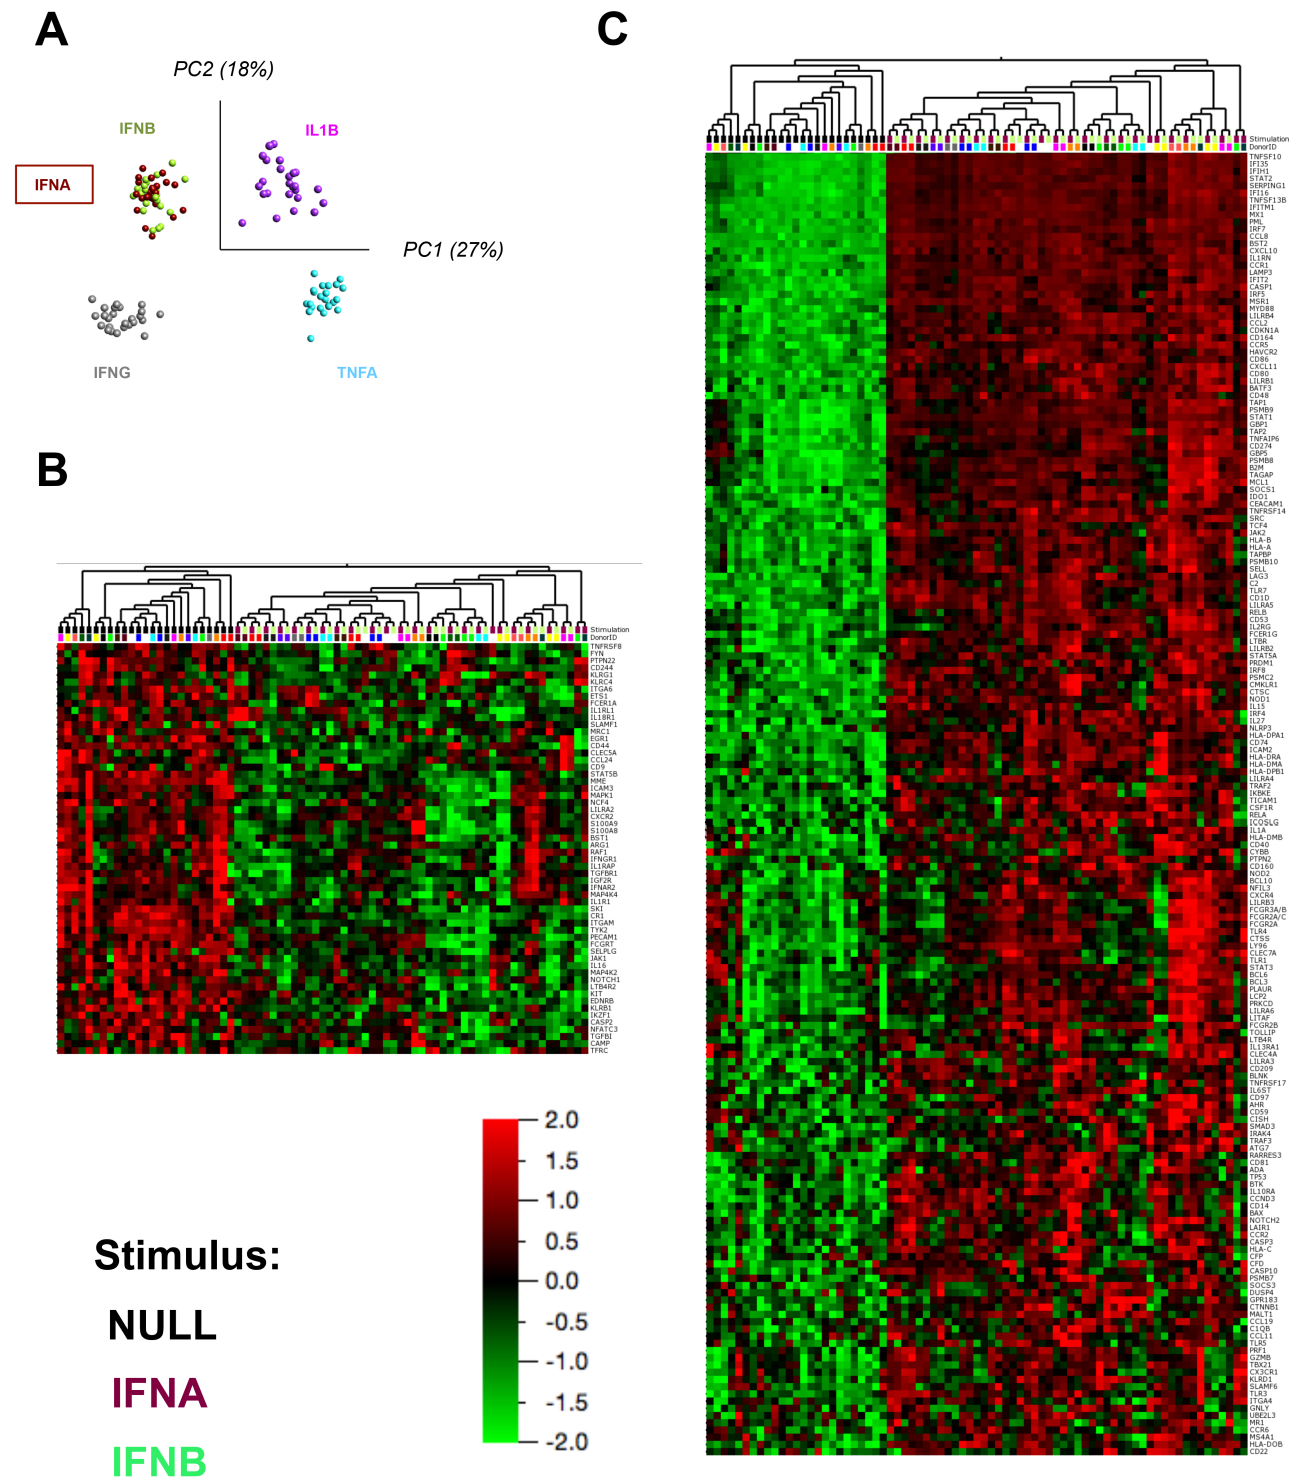 A
PC2 (18%)
IFNB
IL1B
IFNA
PC1 (27%)
IFNG
TNFA
B
Stimulation
DonorID
TNFRSF8
FYN
PTPN22
CD244
KLRG1
KLRC4
ITGA6
ETS1
FCER1A
IL1RL1
IL18R1
SLAMF1
MRC1
EGR1
CD44
CLEC5A
CCL24
CD9
STAT5B
MME
ICAM3
MAPK1
NCF4
LILRA2
CXCR2
S100A9
S100A8
BST1
ARG1
RAF1
IFNGR1
IL1RAP
TGFBR1
IGF2R
IFNAR2
MAP4K4
IL1R1
SKI
CR1
ITGAM
TYK2
PECAM1
FCGRT
SELPLG
JAK1
IL16
MAP4K2
NOTCH1
LTB4R2
KIT
EDNRB
KLRB1
IKZF1
CASP2
NFATC3
TGFBI
CAMP
TFRC
2.0
1.5
1.0
0.5
0.0
-0.5
-1.0
-1.5
-2.0
Stimulus:
NULL
IFNA
IFNB
C
Stimulation
DonorID
TNFSF10
IFI35
IFIH1
STAT2
SERPING1
IFI16
TNFSF13B
IFITM1
MX1
PML
IRF7
CCL8
BST2
CXCL10
IL1RN
CCR1
LAMP3
IFIT2
CASP1
IRF5
MSR1
MYD88
LILRB4
CCL2
CDKN1A
CD164
CCR5
HAVCR2
CD86
CXCL11
CD80
LILRB1
BATF3
CD48
TAP1
PSMB9
STAT1
GBP1
TAP2
TNFAIP6
CD274
GBP5
PSMB8
B2M
TAGAP
MCL1
SOCS1
IDO1
CEACAM1
TNFRSF14
SRC
TCF4
JAK2
HLA-B
HLA-A
TAPBP
PSMB10
SELL
LAG3
C2
TLR7
CD1D
LILRA5
RELB
CD53
IL2RG
FCER1G
LTBR
LILRB2
STAT5A
PRDM1
IRF8
PSMC2
CMKLR1
CTSC
NOD1
IL15
IRF4
IL27
NLRP3
HLA-DPA1
CD74
ICAM2
HLA-DRA
HLA-DMA
HLA-DPB1
LILRA4
TRAF2
IKBKE
TICAM1
CSF1R
RELA
ICOSLG
IL1A
HLA-DMB
CD40
CYBB
PTPN2
CD160
NOD2
BCL10
NFIL3
CXCR4
LILRB3
FCGR3A/B
FCGR2A/C
FCGR2A
TLR4
CTSS
LY96
CLEC7A
TLR1
STAT3
BCL6
BCL3
PLAUR
LCP2
PRKCD
LILRA6
LITAF
FCGR2B
TOLLIP
LTB4R
IL13RA1
CLEC4A
LILRA3
CD209
BLNK
TNFRSF17
IL6ST
CD97
AHR
CD59
CISH
SMAD3
IRAK4
TRAF3
ATG7
RARRES3
CD81
ADA
TP53
BTK
IL10RA
CCND3
CD14
BAX
NOTCH2
LAIR1
CCR2
CASP3
HLA-C
CFP
CFD
CASP10
PSMB7
SOCS3
DUSP4
GPR183
CTNNB1
MALT1
CCL19
C1QB
CCL11
TLR5
PRF1
GZMB
TBX21
CX3CR1
KLRD1
SLAMF6
TLR3
ITGA4
GNLY
UBE2L3
MR1
CCR6
MS4A1
HLA-DOB
CD22